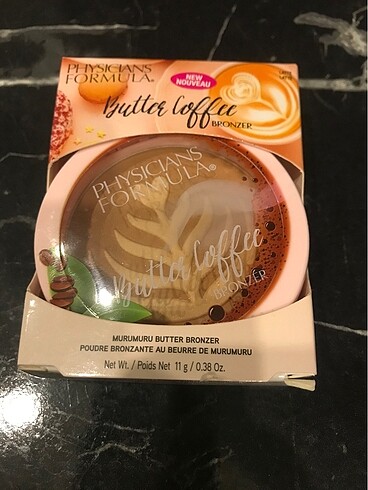 PHYSICIANS
FORMULA®
NEW
NOUVEAU
Butter Coffee
BRONZER
PHYSICIANS
FORMULA®
Butter Coffee
BRONZER
MURUMURU BUTTER BRONZER
POUDRE BRONZANTE AU BEURRE DE MURUMURU
Net Wt. / Poids Net 11 g / 0.38 Oz.